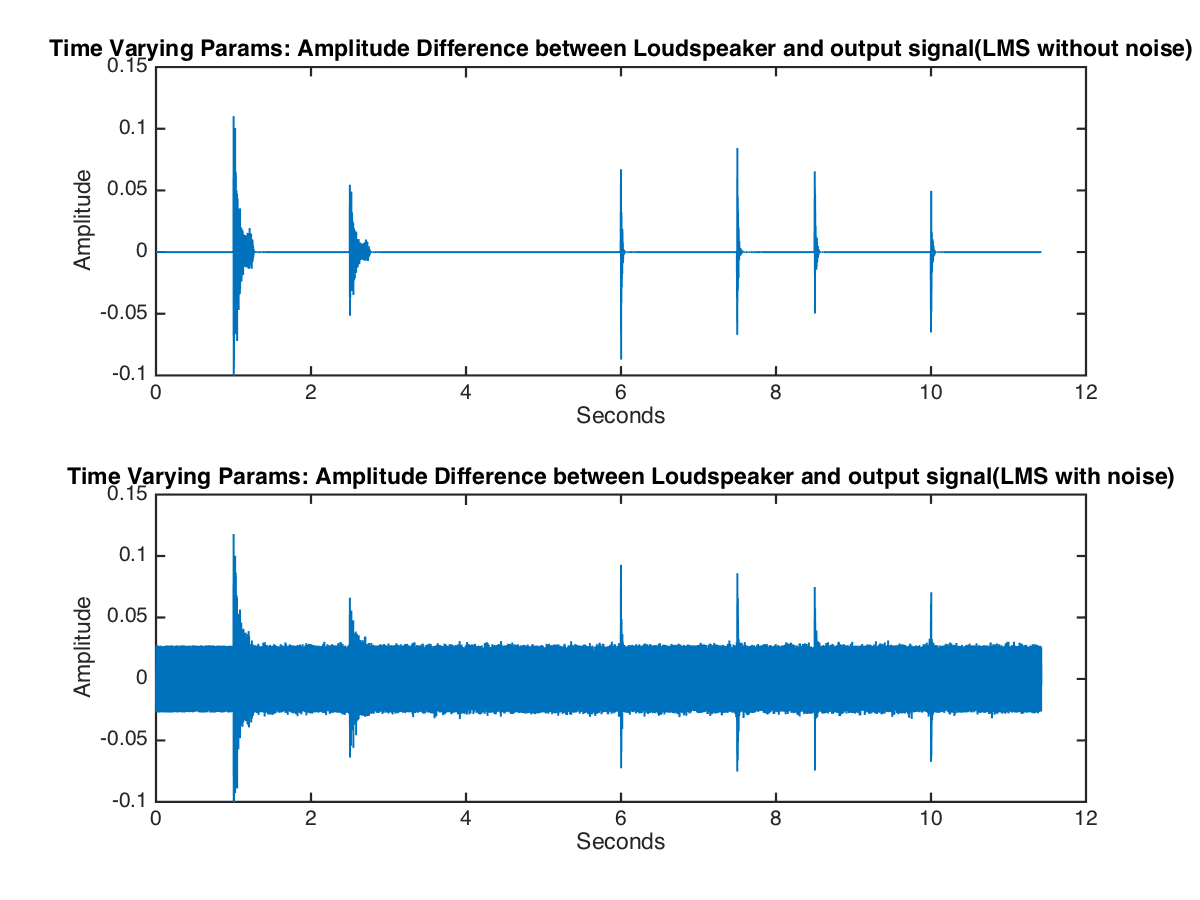 Time Varying Params: Amplitude Difference between Loudspeaker and output signal(LMS without noise)
0.15
0.1
0.05
0
-0.05
-0.1
Amplitude
0 2 4 6 8 10 12
Seconds
Time Varying Params: Amplitude Difference between Loudspeaker and output signal(LMS with noise)
0.15
0.1
0.05
0
-0.05
-0.1
Amplitude
0 2 4 6 8 10 12
Seconds